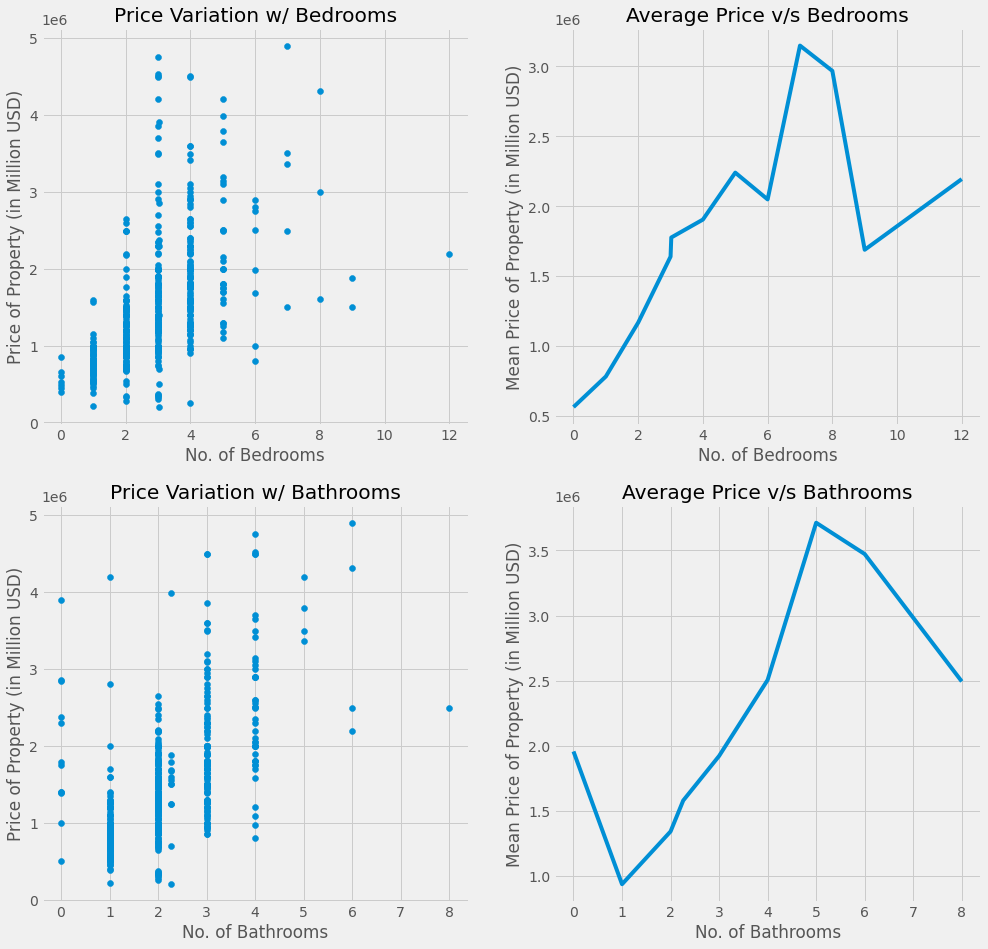 Price Variation w/ Bedrooms
1e6
Price of Property (in Million USD)
5
4
3
2
1
0
0 2 4 6 8 10 12
No. of Bedrooms
Average Price v/s Bedrooms
1e6
Mean Price of Property (in Million USD)
3.0
2.5
2.0
1.5
1.0
0.5
0 2 4 6 8 10 12
No. of Bedrooms
Price Variation w/ Bathrooms
1e6
Price of Property (in Million USD)
5
4
3
2
1
0
0 1 2 3 4 5 6 7 8
No. of Bathrooms
Average Price v/s Bathrooms
1e6
Mean Price of Property (in Million USD)
3.5
3.0
2.5
2.0
1.5
1.0
0 1 2 3 4 5 6 7 8
No. of Bathrooms